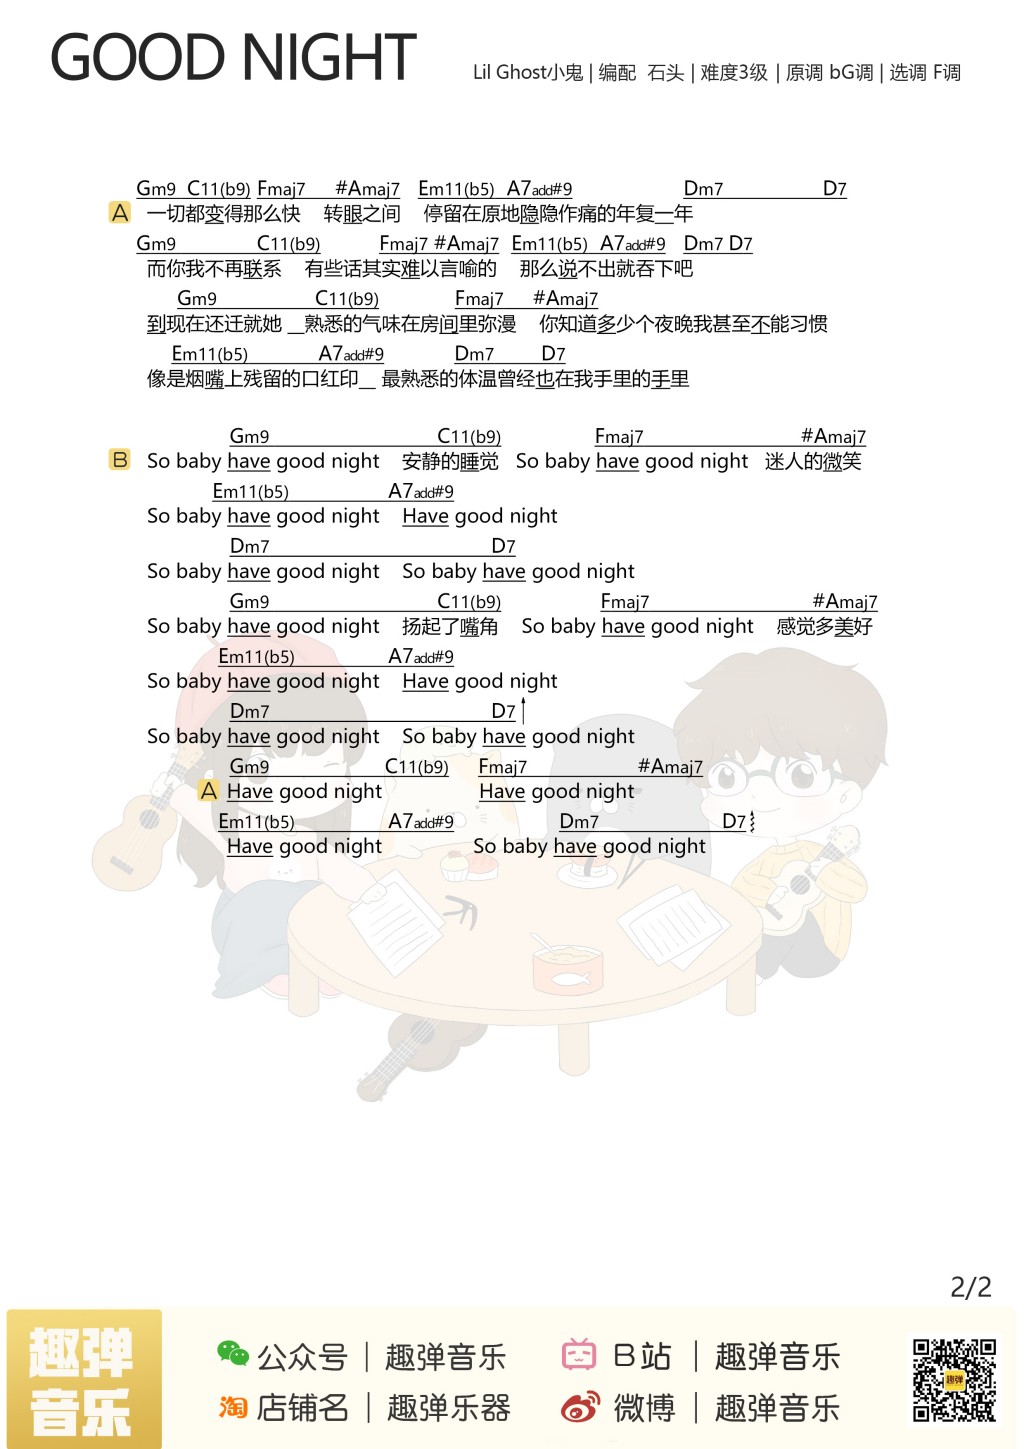 GOOD NIGHT
Lil Ghost小鬼 | 编配 石头 | 难度3级 | 原调 bG调 | 选调 F调
Gm9 C11(b9) Fmaj7 #Amaj7 Em11(b5) A7add#9 Dm7 D7
A 一切都变得那么快 转眼之间 停留在原地隐隐作痛的年复一年
Gm9 C11(b9) Fmaj7 #Amaj7 Em11(b5) A7add#9 Dm7 D7
而你我不再联系 有些话其实难以言喻的 那么说不出就吞下吧
Gm9 C11(b9) Fmaj7 #Amaj7
到现在还迁就她 __熟悉的气味在房间里弥漫 你知道多少个夜晚我甚至不能习惯
Em11(b5) A7add#9 Dm7 D7
像是烟嘴上残留的口红印__ 最熟悉的体温曾经也在我手里的手里
Gm9 C11(b9) Fmaj7 #Amaj7
B So baby have good night 安静的睡觉 So baby have good night 迷人的微笑
Em11(b5) A7add#9
So baby have good night Have good night
Dm7 D7
So baby have good night So baby have good night
Gm9 C11(b9) Fmaj7 #Amaj7
So baby have good night 扬起了嘴角 So baby have good night 感觉多美好
Em11(b5) A7add#9
So baby have good night Have good night
Dm7 D7
So baby have good night So baby have good night
Gm9 C11(b9) Fmaj7 #Amaj7
A Have good night Have good night
Em11(b5) A7add#9 Dm7 D7
Have good night So baby have good night
2/2
趣弹音乐
公众号 | 趣弹音乐 B站 | 趣弹音乐
淘 店铺名 | 趣弹乐器 微博 | 趣弹音乐
趣弹